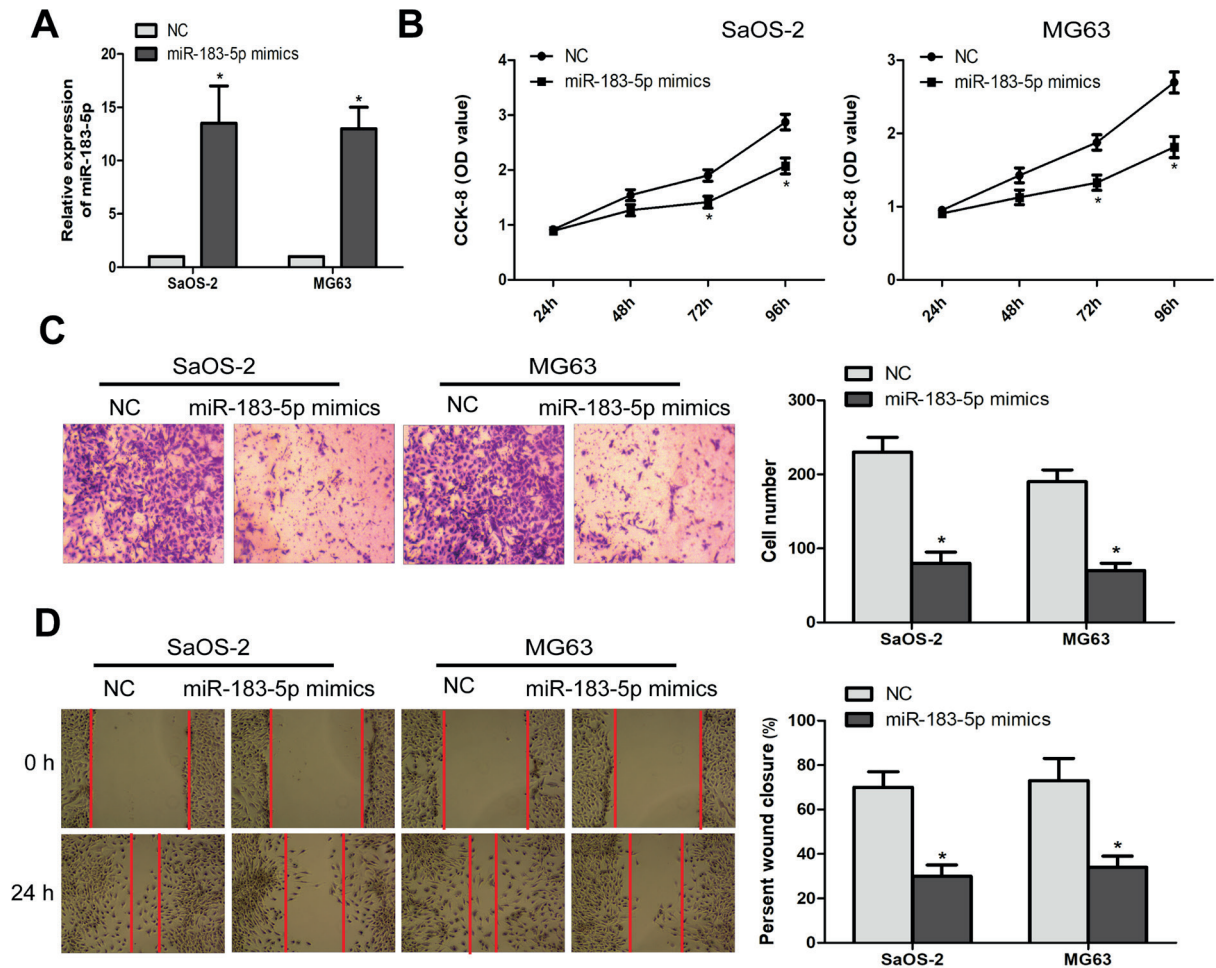 A
NC
miR-183-5p mimics
Relative expression
of miR-183-5p
20
15
10
5
0
*
*
SaOS-2
MG63
B
SaOS-2
NC
miR-183-5p mimics
CCK-8 (OD value)
4
3
2
1
0
*
*
24h
48h
72h
96h
MG63
NC
miR-183-5p mimics
CCK-8 (OD value)
3
2
1
0
*
*
24h
48h
72h
96h
C
SaOS-2
MG63
NC
miR-183-5p mimics
NC
miR-183-5p mimics
NC
miR-183-5p mimics
Cell number
300
200
100
0
*
*
SaOS-2
MG63
D
SaOS-2
MG63
NC
miR-183-5p mimics
NC
miR-183-5p mimics
0 h
24 h
NC
miR-183-5p mimics
Persent wound closure (%)
100
80
60
40
20
0
*
*
SaOS-2
MG63